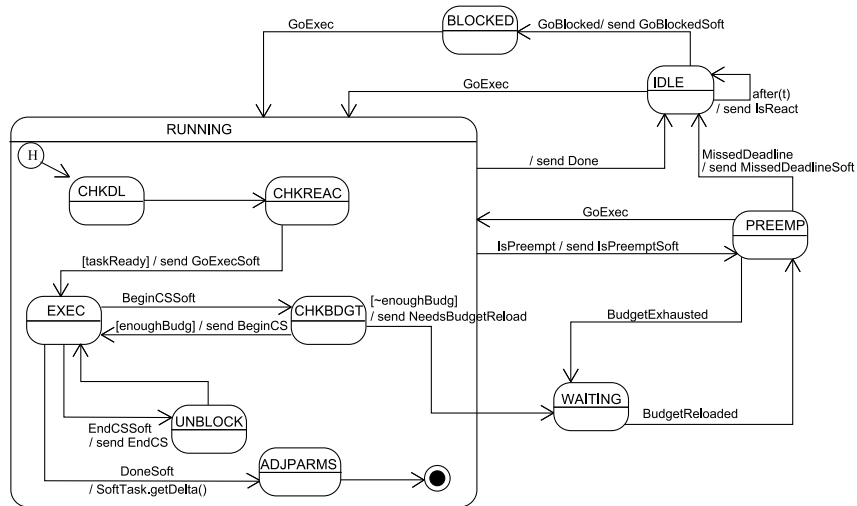 BLOCKED
GoExec
GoBlocked/ send GoBlockedSoft
IDLE
GoExec
after(t)
/ send IsReact
RUNNING
H
/ send Done
MissedDeadline
/ send MissedDeadlineSoft
CHKDL
CHKREAC
GoExec
PREEMP
IsPreempt / send IsPreemptSoft
[taskReady] / send GoExecSoft
BeginCSSoft
[~enoughBudg]
/ send NeedsBudgetReload
EXEC
CHKBDGT
[enoughBudg] / send BeginCS
BudgetExhausted
WAITING
BudgetReloaded
UNBLOCK
EndCSSoft
/ send EndCS
DoneSoft
/ SoftTask.getDelta()
ADJPARMS